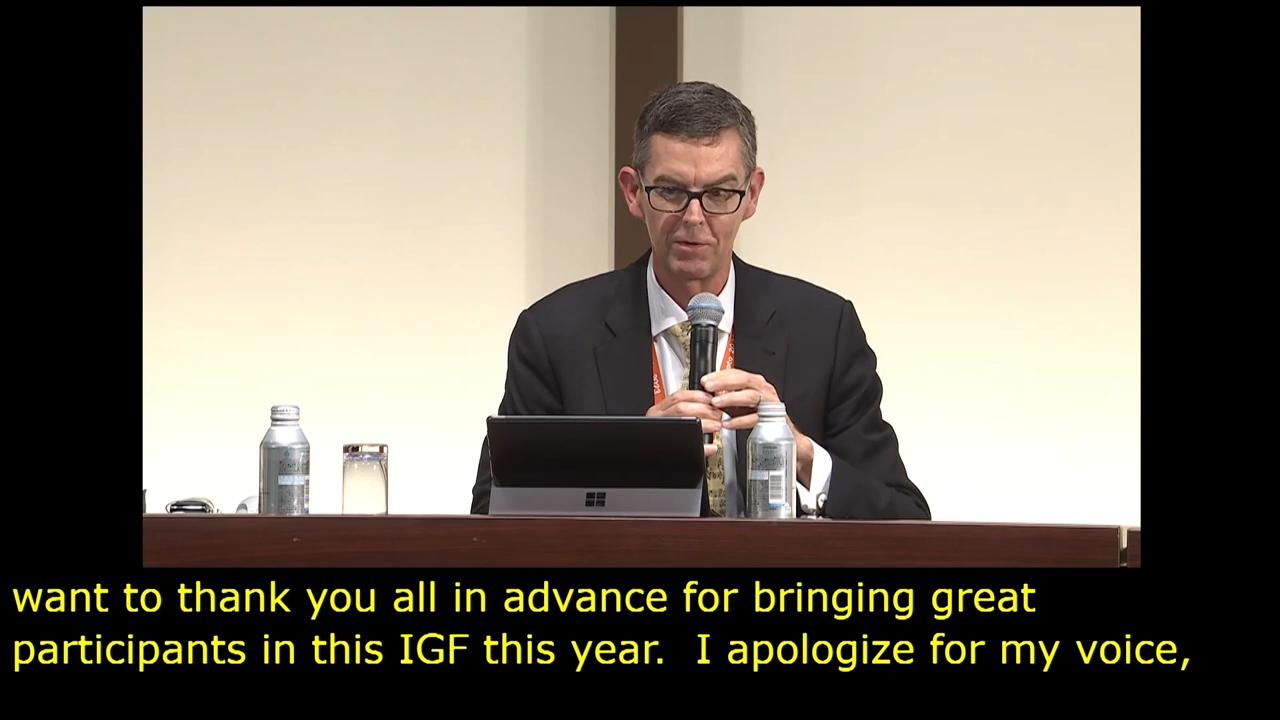 want to thank you all in advance for bringing great
participants in this IGF this year.  I apologize for my voice,